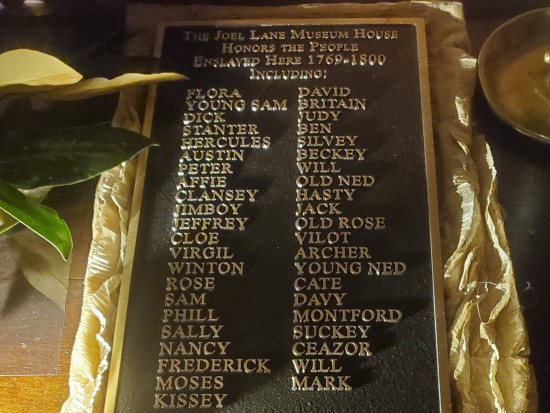 The Joel Lane Museum House
Honors the People
Enslaved Here 1769-1800
Including:
FLORA DAVID
YOUNG SAM BRITAIN
DICK JUDY
STANTER BEN
HERCULES SILVEY
AUSTIN BECKEY
PETER WILL
AFFIE OLD NED
CLANSEY HASTY
JIMBOY JACK
JEFFREY OLD ROSE
CLOE VILOT
VIRGIL ARCHER
WINTON YOUNG NED
ROSE CATE
SAM DAVY
PHILL MONTFORD
SALLY SUCKEY
NANCY CEAZOR
FREDERICK WILL
MOSES MARK
KISSEY